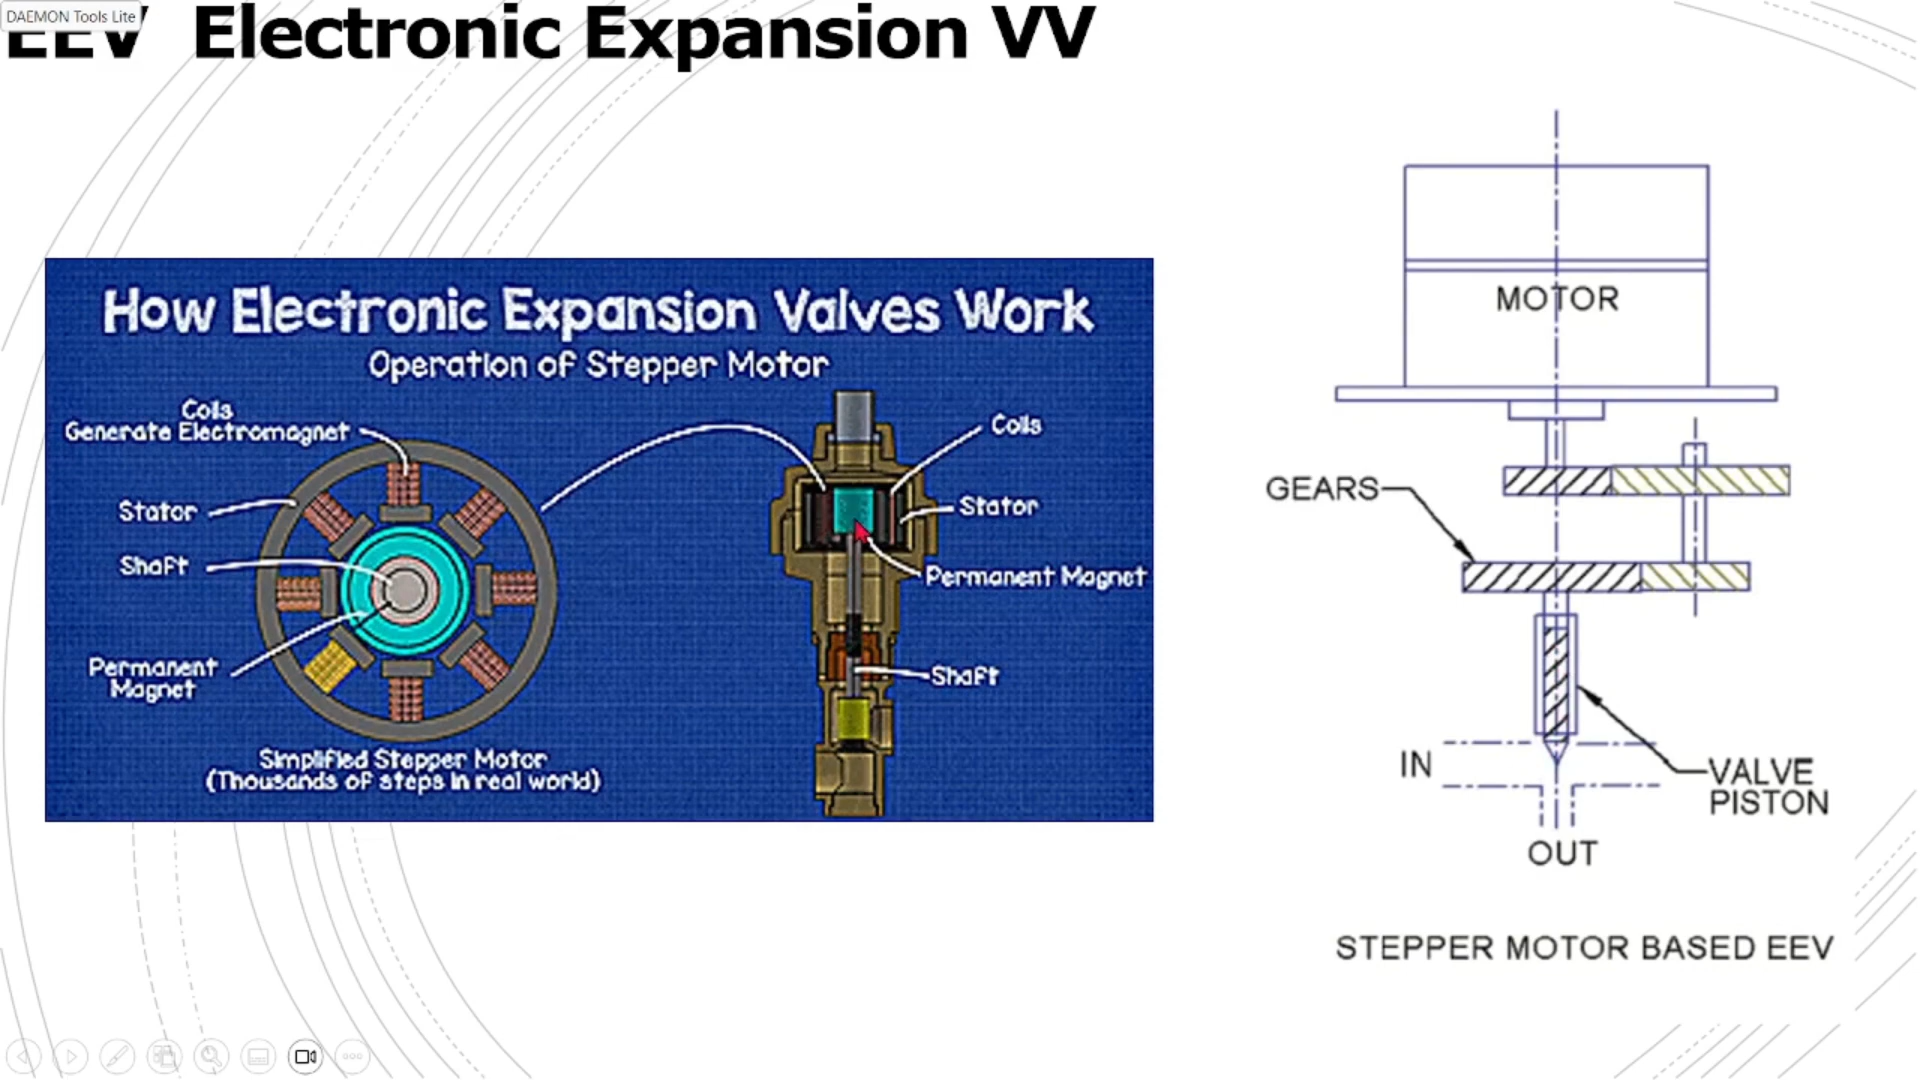 DAEMON Tools Lite
EEV Electronic Expansion VV
How Electronic Expansion Valves Work
Operation of Stepper Motor
Coils
Generate Electromagnet
Stator
Shaft
Permanent
Magnet
Simplified Stepper Motor
(Thousands of steps in real world)
Coils
Stator
Permanent Magnet
Shaft
MOTOR
GEARS
IN
VALVE
PISTON
OUT
STEPPER MOTOR BASED EEV